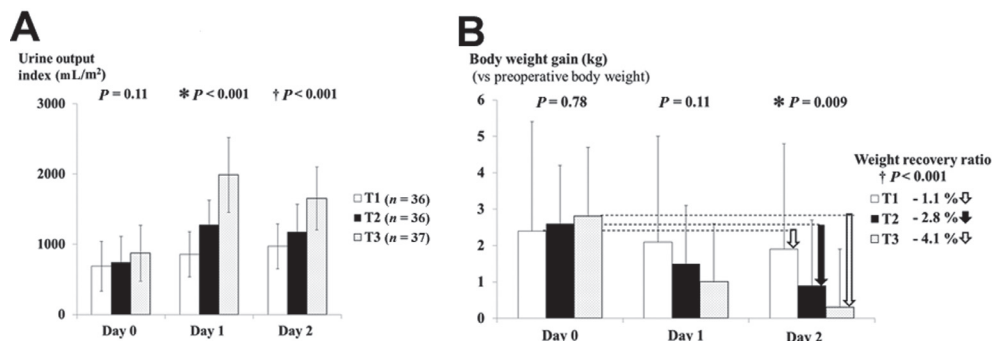 A
Urine output
index (mL/m²)
P = 0.11
* P < 0.001
† P < 0.001
3000
2000
1000
0
Day 0
Day 1
Day 2
T1 (n = 36)
T2 (n = 36)
T3 (n = 37)
B
Body weight gain (kg)
(vs preoperative body weight)
P = 0.78
P = 0.11
* P = 0.009
6
5
4
3
2
1
0
Day 0
Day 1
Day 2
Weight recovery ratio
† P < 0.001
T1 - 1.1 %
T2 - 2.8 %
T3 - 4.1 %